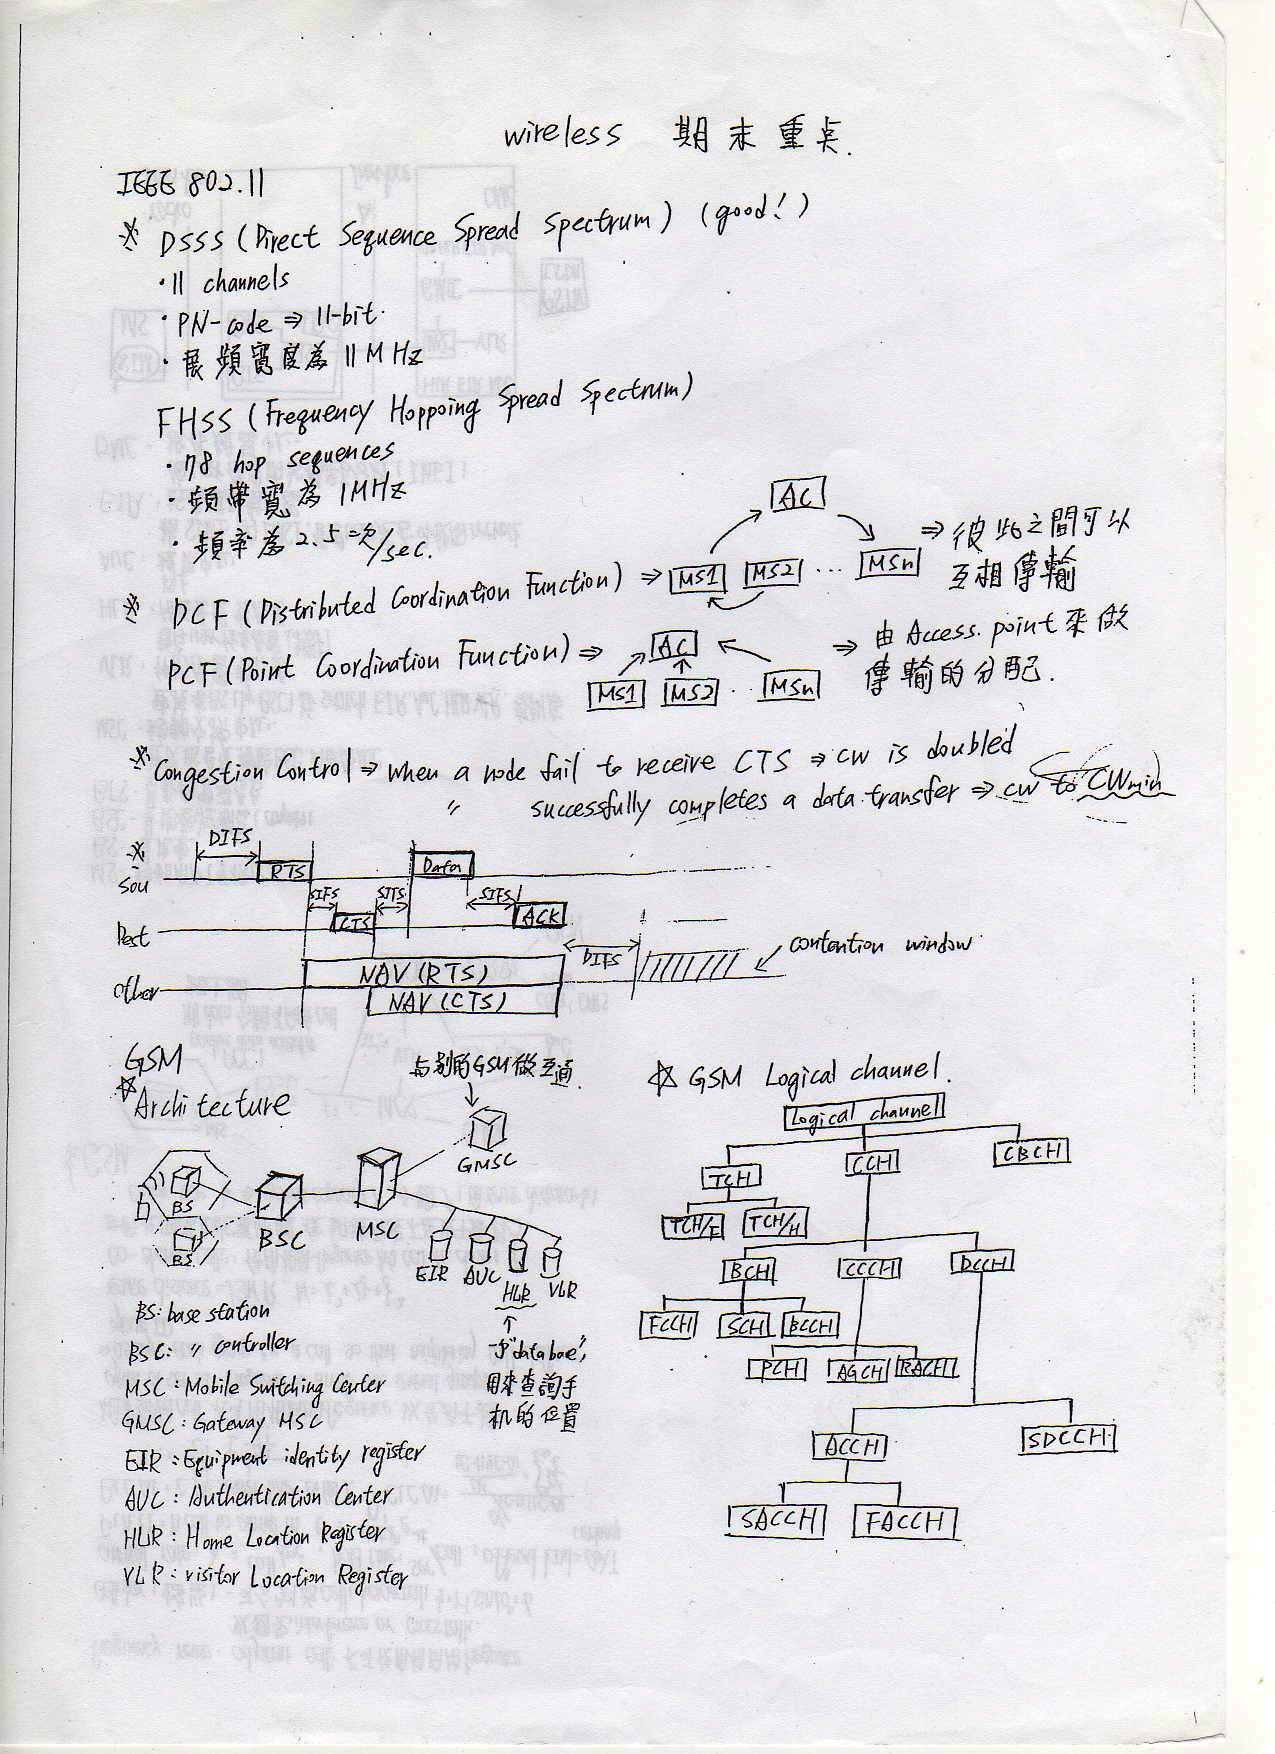 wireless 期末重点.
IEEE 802.11
※ DSSS (Direct Sequence Spread Spectrum) (good!)
· 11 channels
· PN-code ⇒ 11-bit.
· 展頻寬度為 11MHz
FHSS (Frequency Hoppoing Spread Spectrum)
· 78 hop sequences
· 頻帶寬為 1MHz
· 頻率為 2.5次/sec.
※ DCF (Distributed Coordination Function) ⇒
AC
MS1 MS2 ... MSn
⇒ 彼此之間可以
互相傳輸
PCF (Point Coordination Function) ⇒
AC
MS1 MS2 .. MSn
⇒ 由 Access point 來做
傳輸的分配.
※ Congestion Control ⇒ when a node fail to receive CTS ⇒ cw is doubled
〃 successfully completes a data transfer ⇒ cw to CWmin
※
DIFS
Sou RTS Data
SIFS SIFS SIFS
Dest CTS ACK
DIFS contention window
Other NAV (RTS)
NAV (CTS)
GSM
☆ Architecture
与别的GSM做互通
GMSC
BS
BS
BSC
MSC
EIR AUC HLR VLR
BS: base station
BSC: 〃 controller
MSC: Mobile Switching Center
GMSC: Gateway MSC
EIR: Equipment identity register
AUC: Authentication Center
HLR: Home Location Register
VLR: visitor Location Register
用來查詢手
机的位置
☆ GSM Logical channel.
Logical channel
TCH CCH CBCH
TCH/F TCH/H
BCH CCCH DCCH
FCCH SCH BCCH
PCH AGCH RACH
ACCH SDCCH
SACCH FACCH